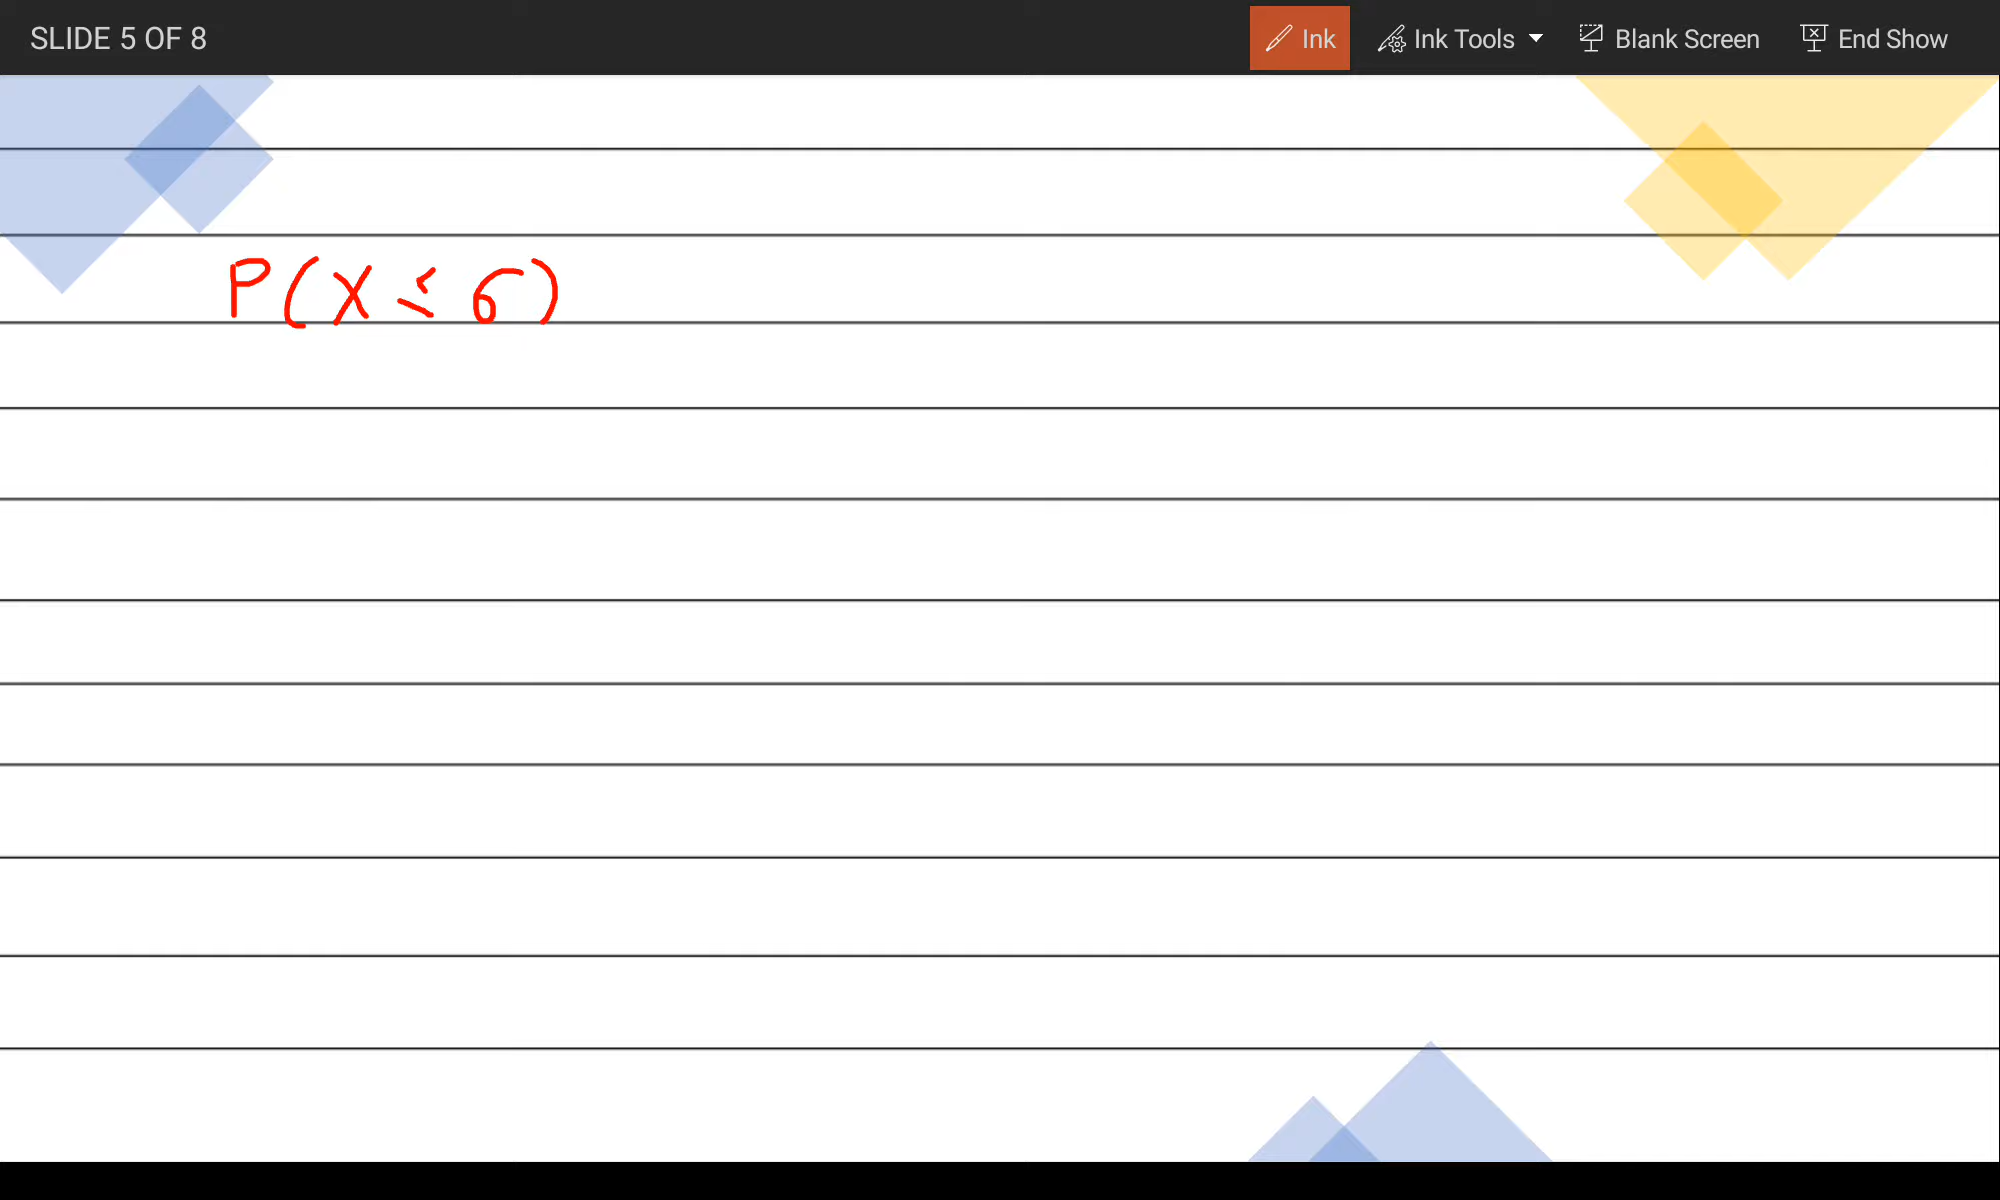 SLIDE 5 OF 8
Ink
Ink Tools
Blank Screen
End Show
P(X ≤ 6)